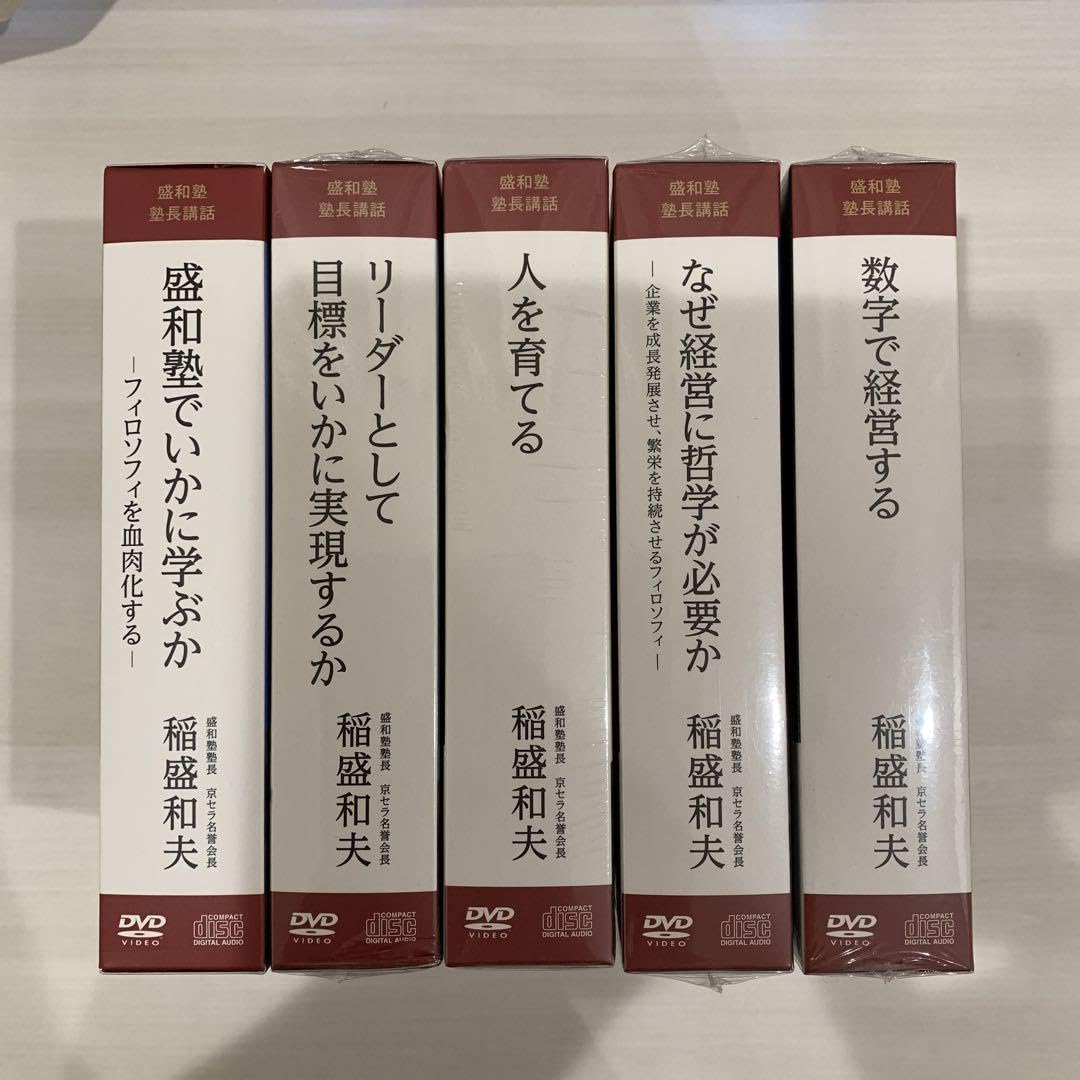 盛和塾
塾長講話
盛和塾でいかに学ぶか
―フィロソフィを血肉化する―
盛和塾塾長 京セラ名誉会長
稲盛和夫
DVD
VIDEO
COMPACT
disc
DIGITAL AUDIO
盛和塾
塾長講話
リーダーとして
目標をいかに実現するか
盛和塾塾長 京セラ名誉会長
稲盛和夫
DVD
VIDEO
COMPACT
disc
DIGITAL AUDIO
盛和塾
塾長講話
人を育てる
盛和塾塾長 京セラ名誉会長
稲盛和夫
DVD
VIDEO
COMPACT
disc
DIGITAL AUDIO
盛和塾
塾長講話
なぜ経営に哲学が必要か
―企業を成長発展させ、繁栄を持続させるフィロソフィ―
盛和塾塾長 京セラ名誉会長
稲盛和夫
DVD
VIDEO
COMPACT
disc
DIGITAL AUDIO
盛和塾
塾長講話
数字で経営する
塾塾長 京セラ名誉会長
稲盛和夫
DVD
VIDEO
COMPACT
disc
DIGITAL AUDIO